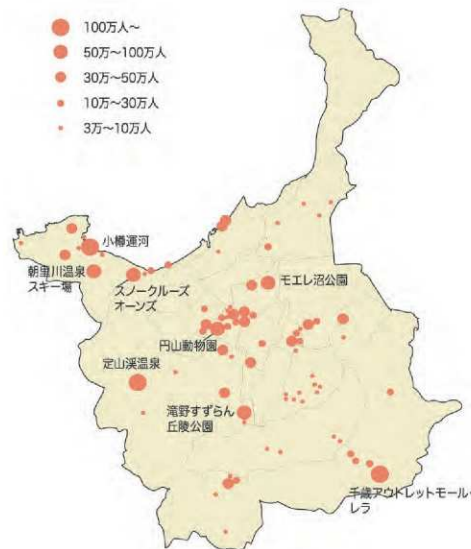 100万人～
50万～100万人
30万～50万人
10万～30万人
3万～10万人
小樽運河
朝里川温泉
スキー場
スノークルーズ
オーンズ
モエレ沼公園
円山動物園
定山渓温泉
滝野すずらん
丘陵公園
千歳アウトレットモール・
レラ